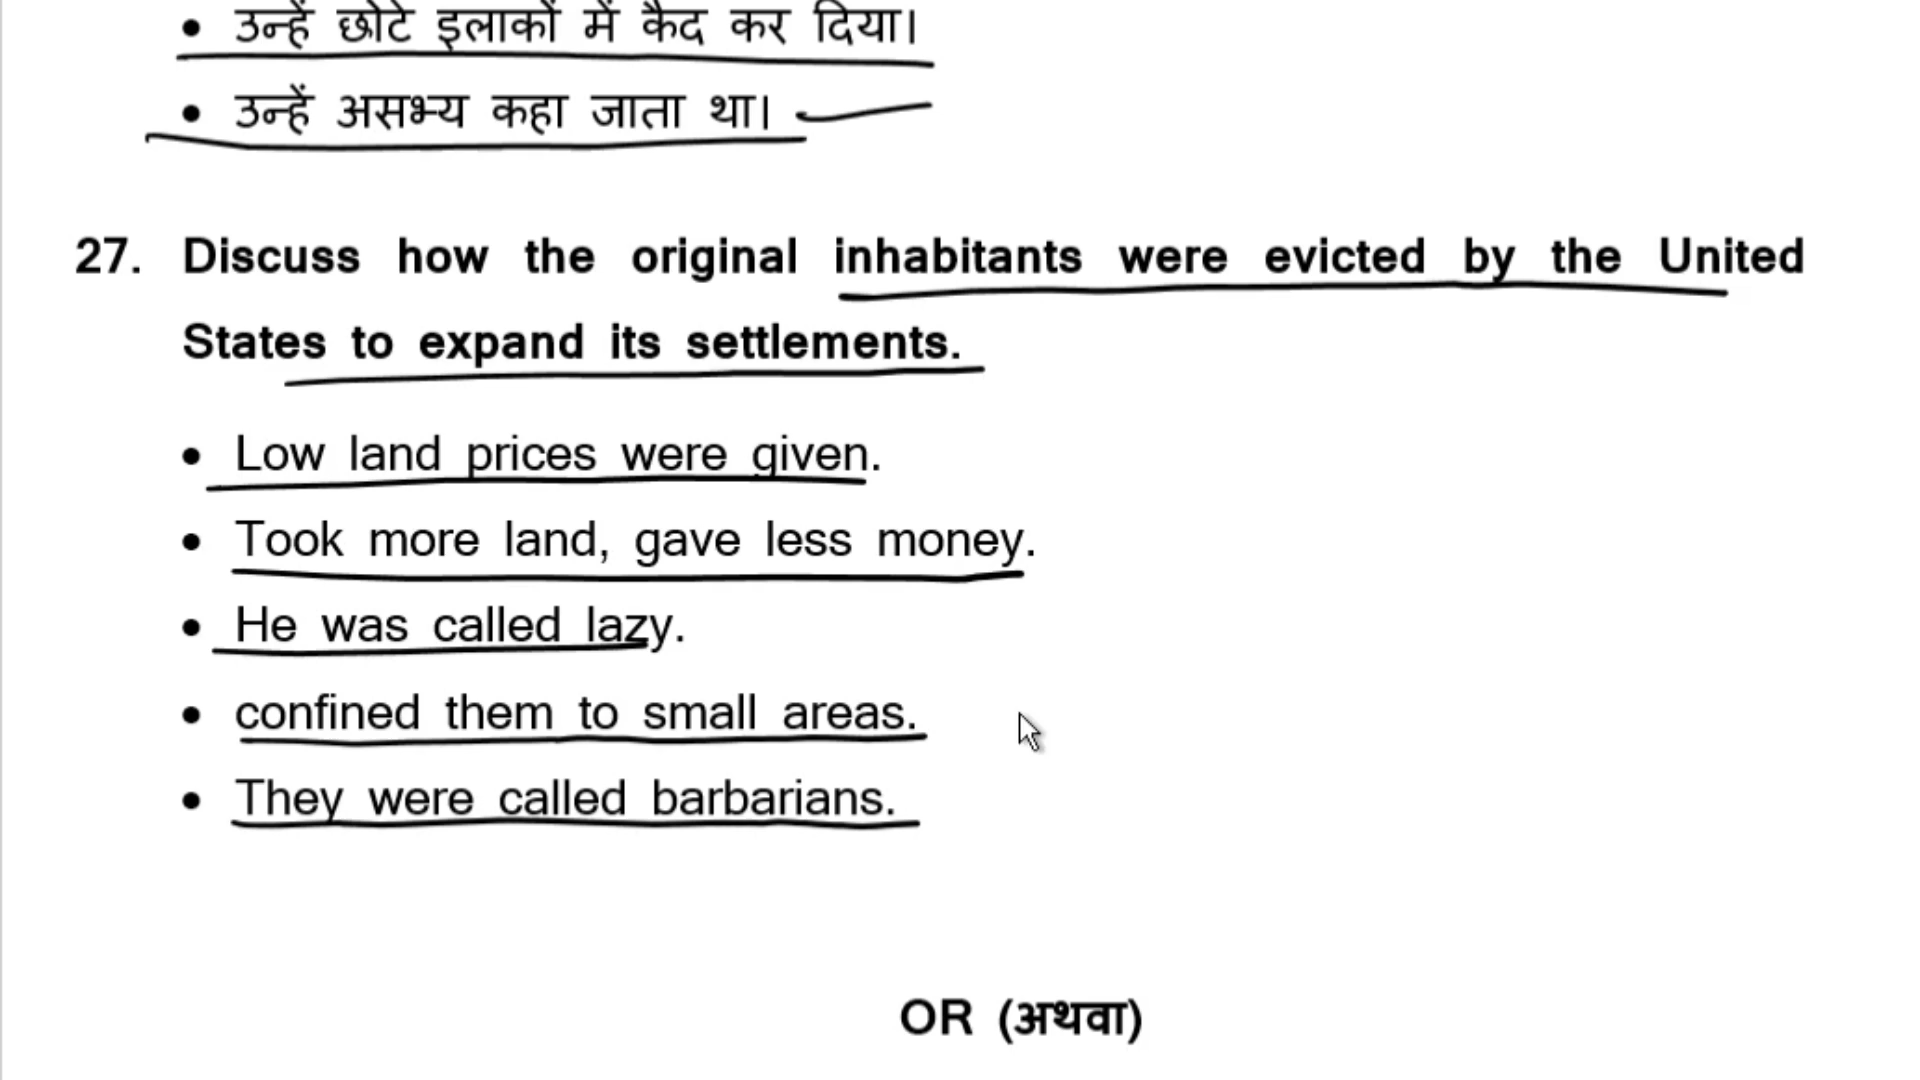 • उन्हें छोटे इलाकों में कैद कर दिया।
• उन्हें असभ्य कहा जाता था।
27. Discuss how the original inhabitants were evicted by the United
States to expand its settlements.
• Low land prices were given.
• Took more land, gave less money.
• He was called lazy.
• confined them to small areas.
• They were called barbarians.
OR (अथवा)